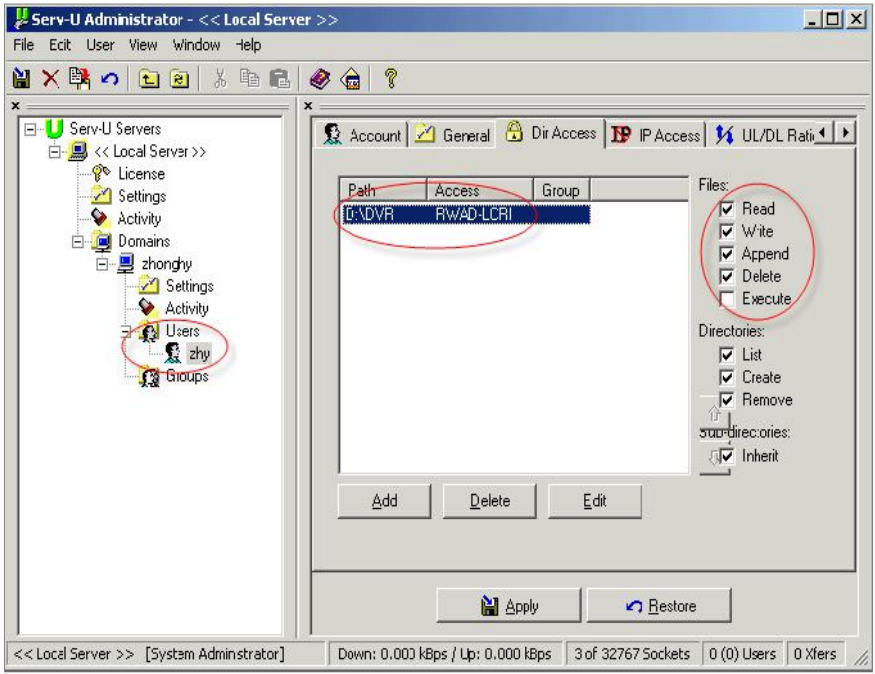 Serv-U Administrator - << Local Server >>
File Ecit User View Window Help
Serv-U Servers
<< Local Server >>
License
Settings
Activity
Domains
zhonghy
Settings
Activity
Users
zhy
Groups
Account General Dir Access IP Access UL/DL Rati
Path Access Group
D:\DVR RWAD-LCRI
Files:
Read
Write
Append
Delete
Execute
Directories:
List
Create
Remove
Sub-directories:
Inherit
Add Delete Edit
Apply Restore
<< Local Server >> [System Adminstrator] Down: 0.000 kBps / Up: 0.000 kBps 3 of 32767 Sockets 0 (0) Users 0 Xfers